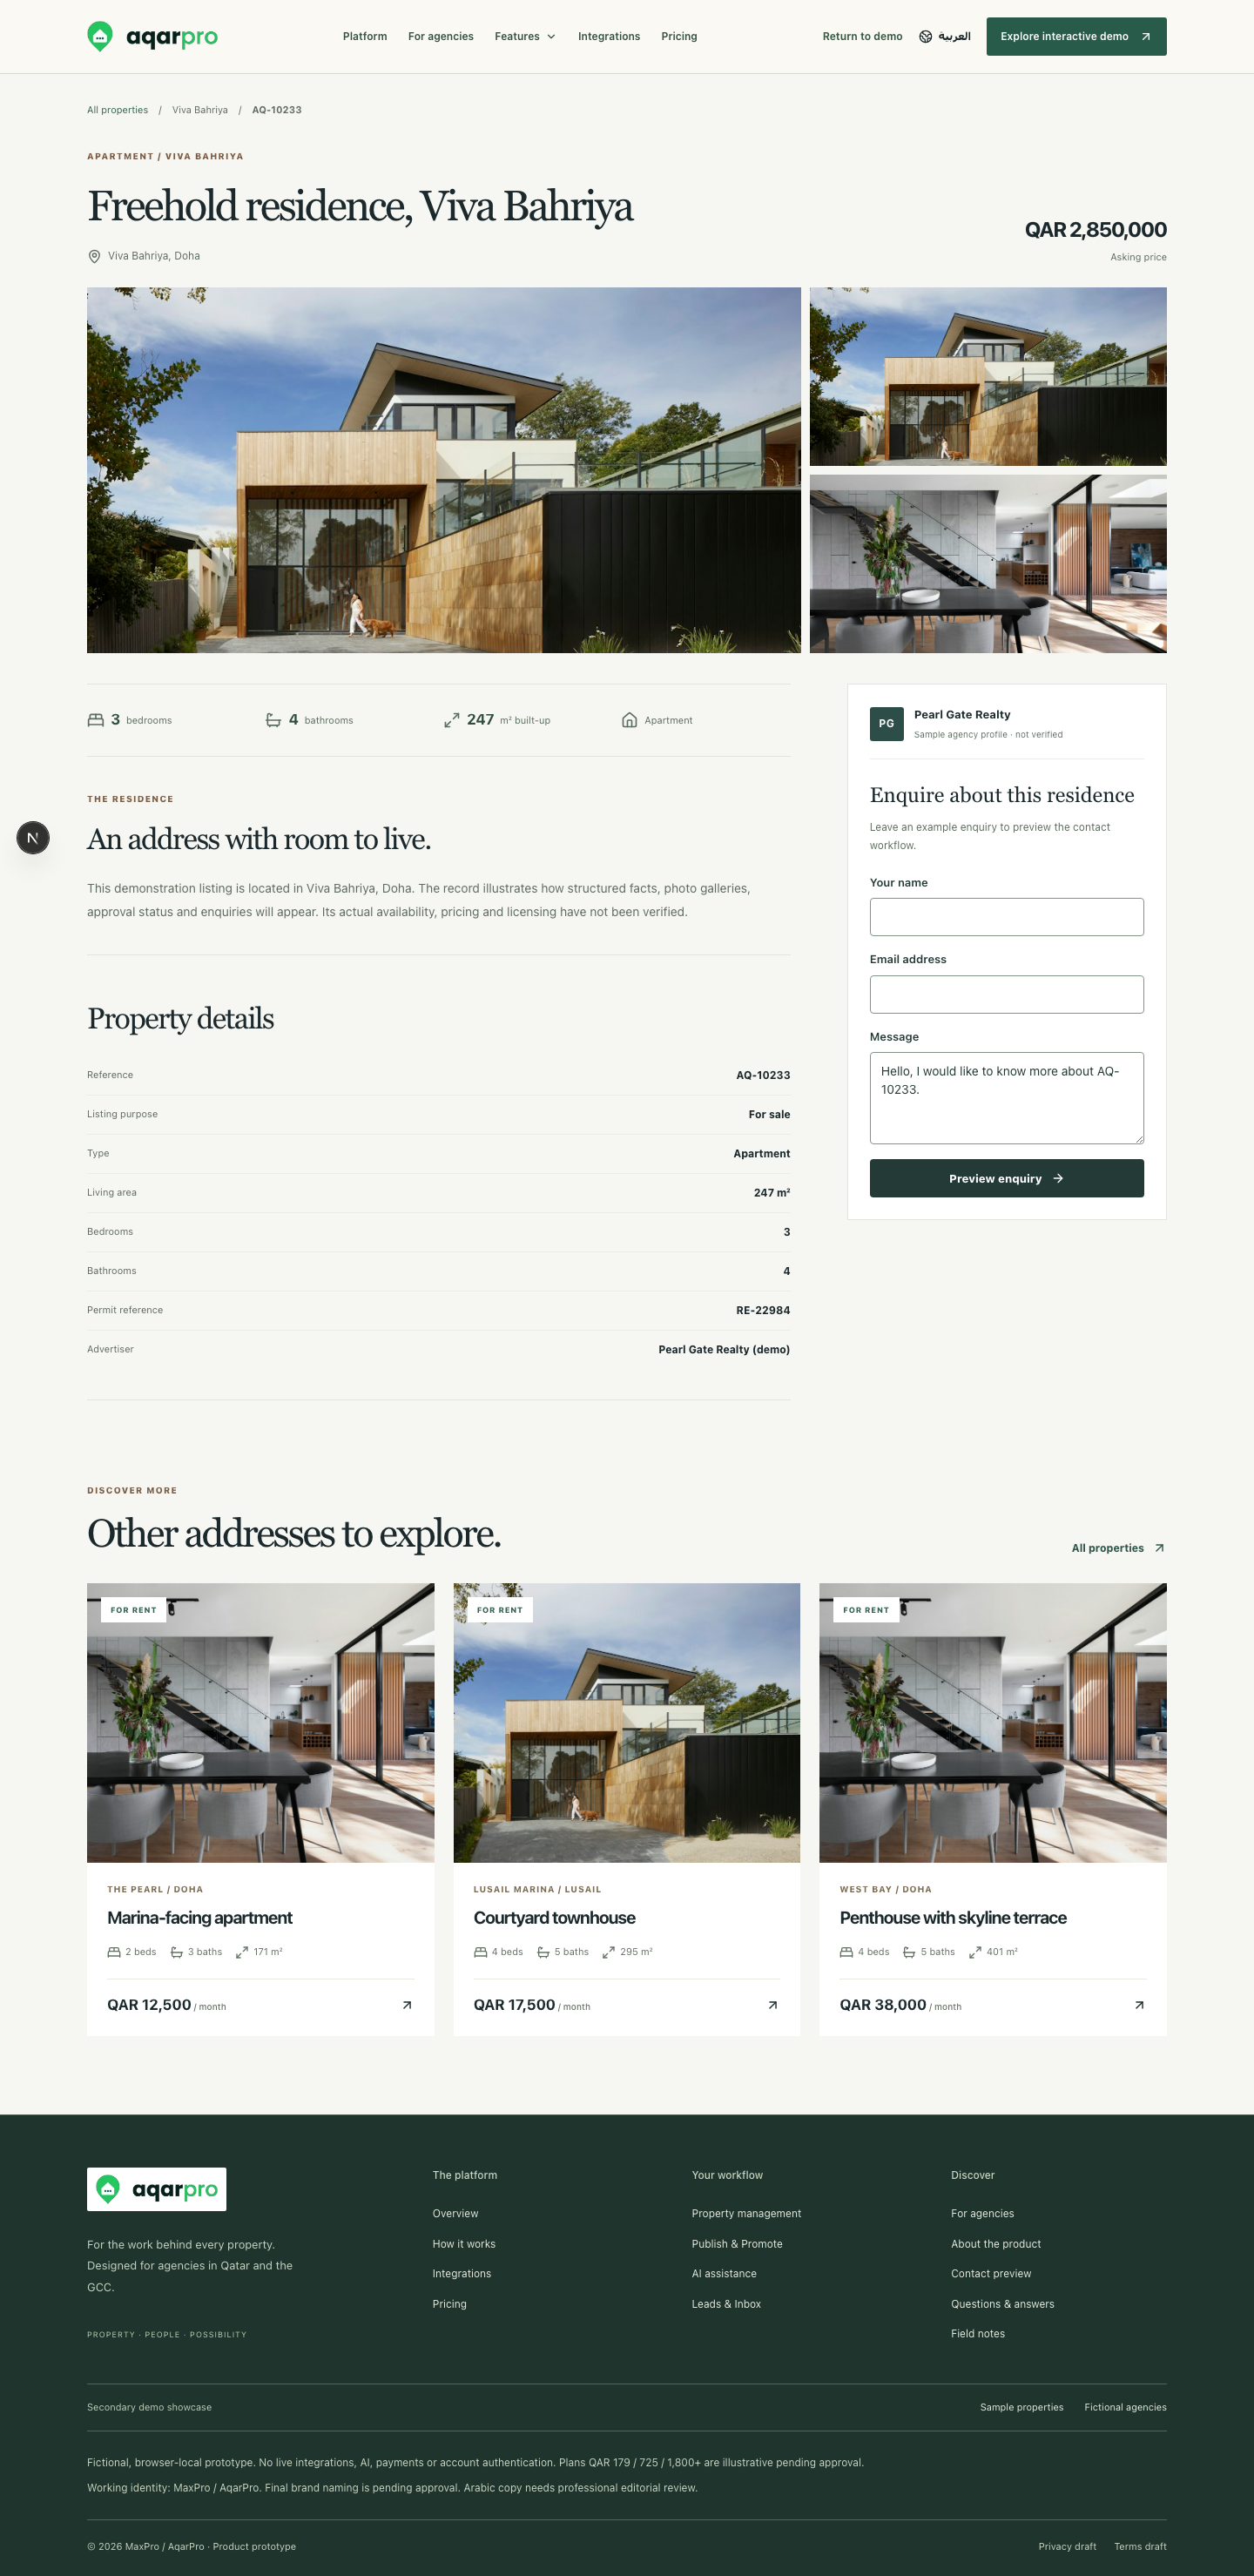 aqarpro
Platform
For agencies
Features
Integrations
Pricing
Return to demo
العربية
Explore interactive demo
All properties / Viva Bahriya / AQ-10233
APARTMENT / VIVA BAHRIYA
Freehold residence, Viva Bahriya
Viva Bahriya, Doha
QAR 2,850,000
Asking price
3 bedrooms
4 bathrooms
247 m² built-up
Apartment
THE RESIDENCE
An address with room to live.
This demonstration listing is located in Viva Bahriya, Doha. The record illustrates how structured facts, photo galleries,
approval status and enquiries will appear. Its actual availability, pricing and licensing have not been verified.
Property details
Reference AQ-10233
Listing purpose For sale
Type Apartment
Living area 247 m²
Bedrooms 3
Bathrooms 4
Permit reference RE-22984
Advertiser Pearl Gate Realty (demo)
PG
Pearl Gate Realty
Sample agency profile · not verified
Enquire about this residence
Leave an example enquiry to preview the contact
workflow.
Your name
Email address
Message
Hello, I would like to know more about AQ-
10233.
Preview enquiry
N
DISCOVER MORE
Other addresses to explore.
All properties
FOR RENT
THE PEARL / DOHA
Marina-facing apartment
2 beds 3 baths 171 m²
QAR 12,500 / month
FOR RENT
LUSAIL MARINA / LUSAIL
Courtyard townhouse
4 beds 5 baths 295 m²
QAR 17,500 / month
FOR RENT
WEST BAY / DOHA
Penthouse with skyline terrace
4 beds 5 baths 401 m²
QAR 38,000 / month
aqarpro
For the work behind every property.
Designed for agencies in Qatar and the
GCC.
PROPERTY · PEOPLE · POSSIBILITY
The platform
Overview
How it works
Integrations
Pricing
Your workflow
Property management
Publish & Promote
AI assistance
Leads & Inbox
Discover
For agencies
About the product
Contact preview
Questions & answers
Field notes
Secondary demo showcase
Sample properties
Fictional agencies
Fictional, browser-local prototype. No live integrations, AI, payments or account authentication. Plans QAR 179 / 725 / 1,800+ are illustrative pending approval.
Working identity: MaxPro / AqarPro. Final brand naming is pending approval. Arabic copy needs professional editorial review.
© 2026 MaxPro / AqarPro · Product prototype
Privacy draft
Terms draft